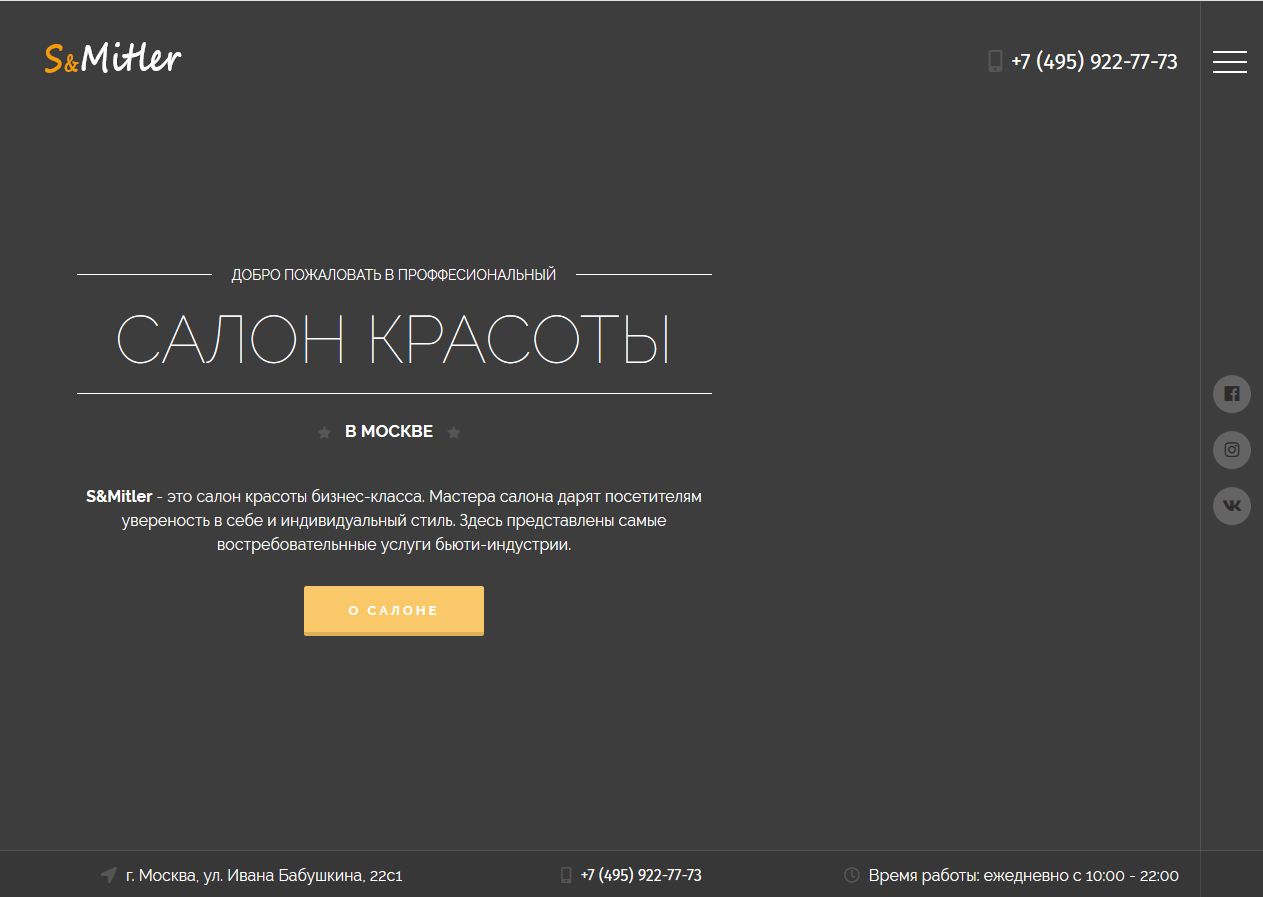 S&Mitler
+7 (495) 922-77-73
ДОБРО ПОЖАЛОВАТЬ В ПРОФФЕСИОНАЛЬНЫЙ
САЛОН КРАСОТЫ
В МОСКВЕ
S&Mitler - это салон красоты бизнес-класса. Мастера салона дарят посетителям
увереность в себе и индивидуальный стиль. Здесь представлены самые
востребовательнные услуги бьюти-индустрии.
О САЛОНЕ
г. Москва, ул. Ивана Бабушкина, 22с1
+7 (495) 922-77-73
Время работы: ежедневно с 10:00 - 22:00